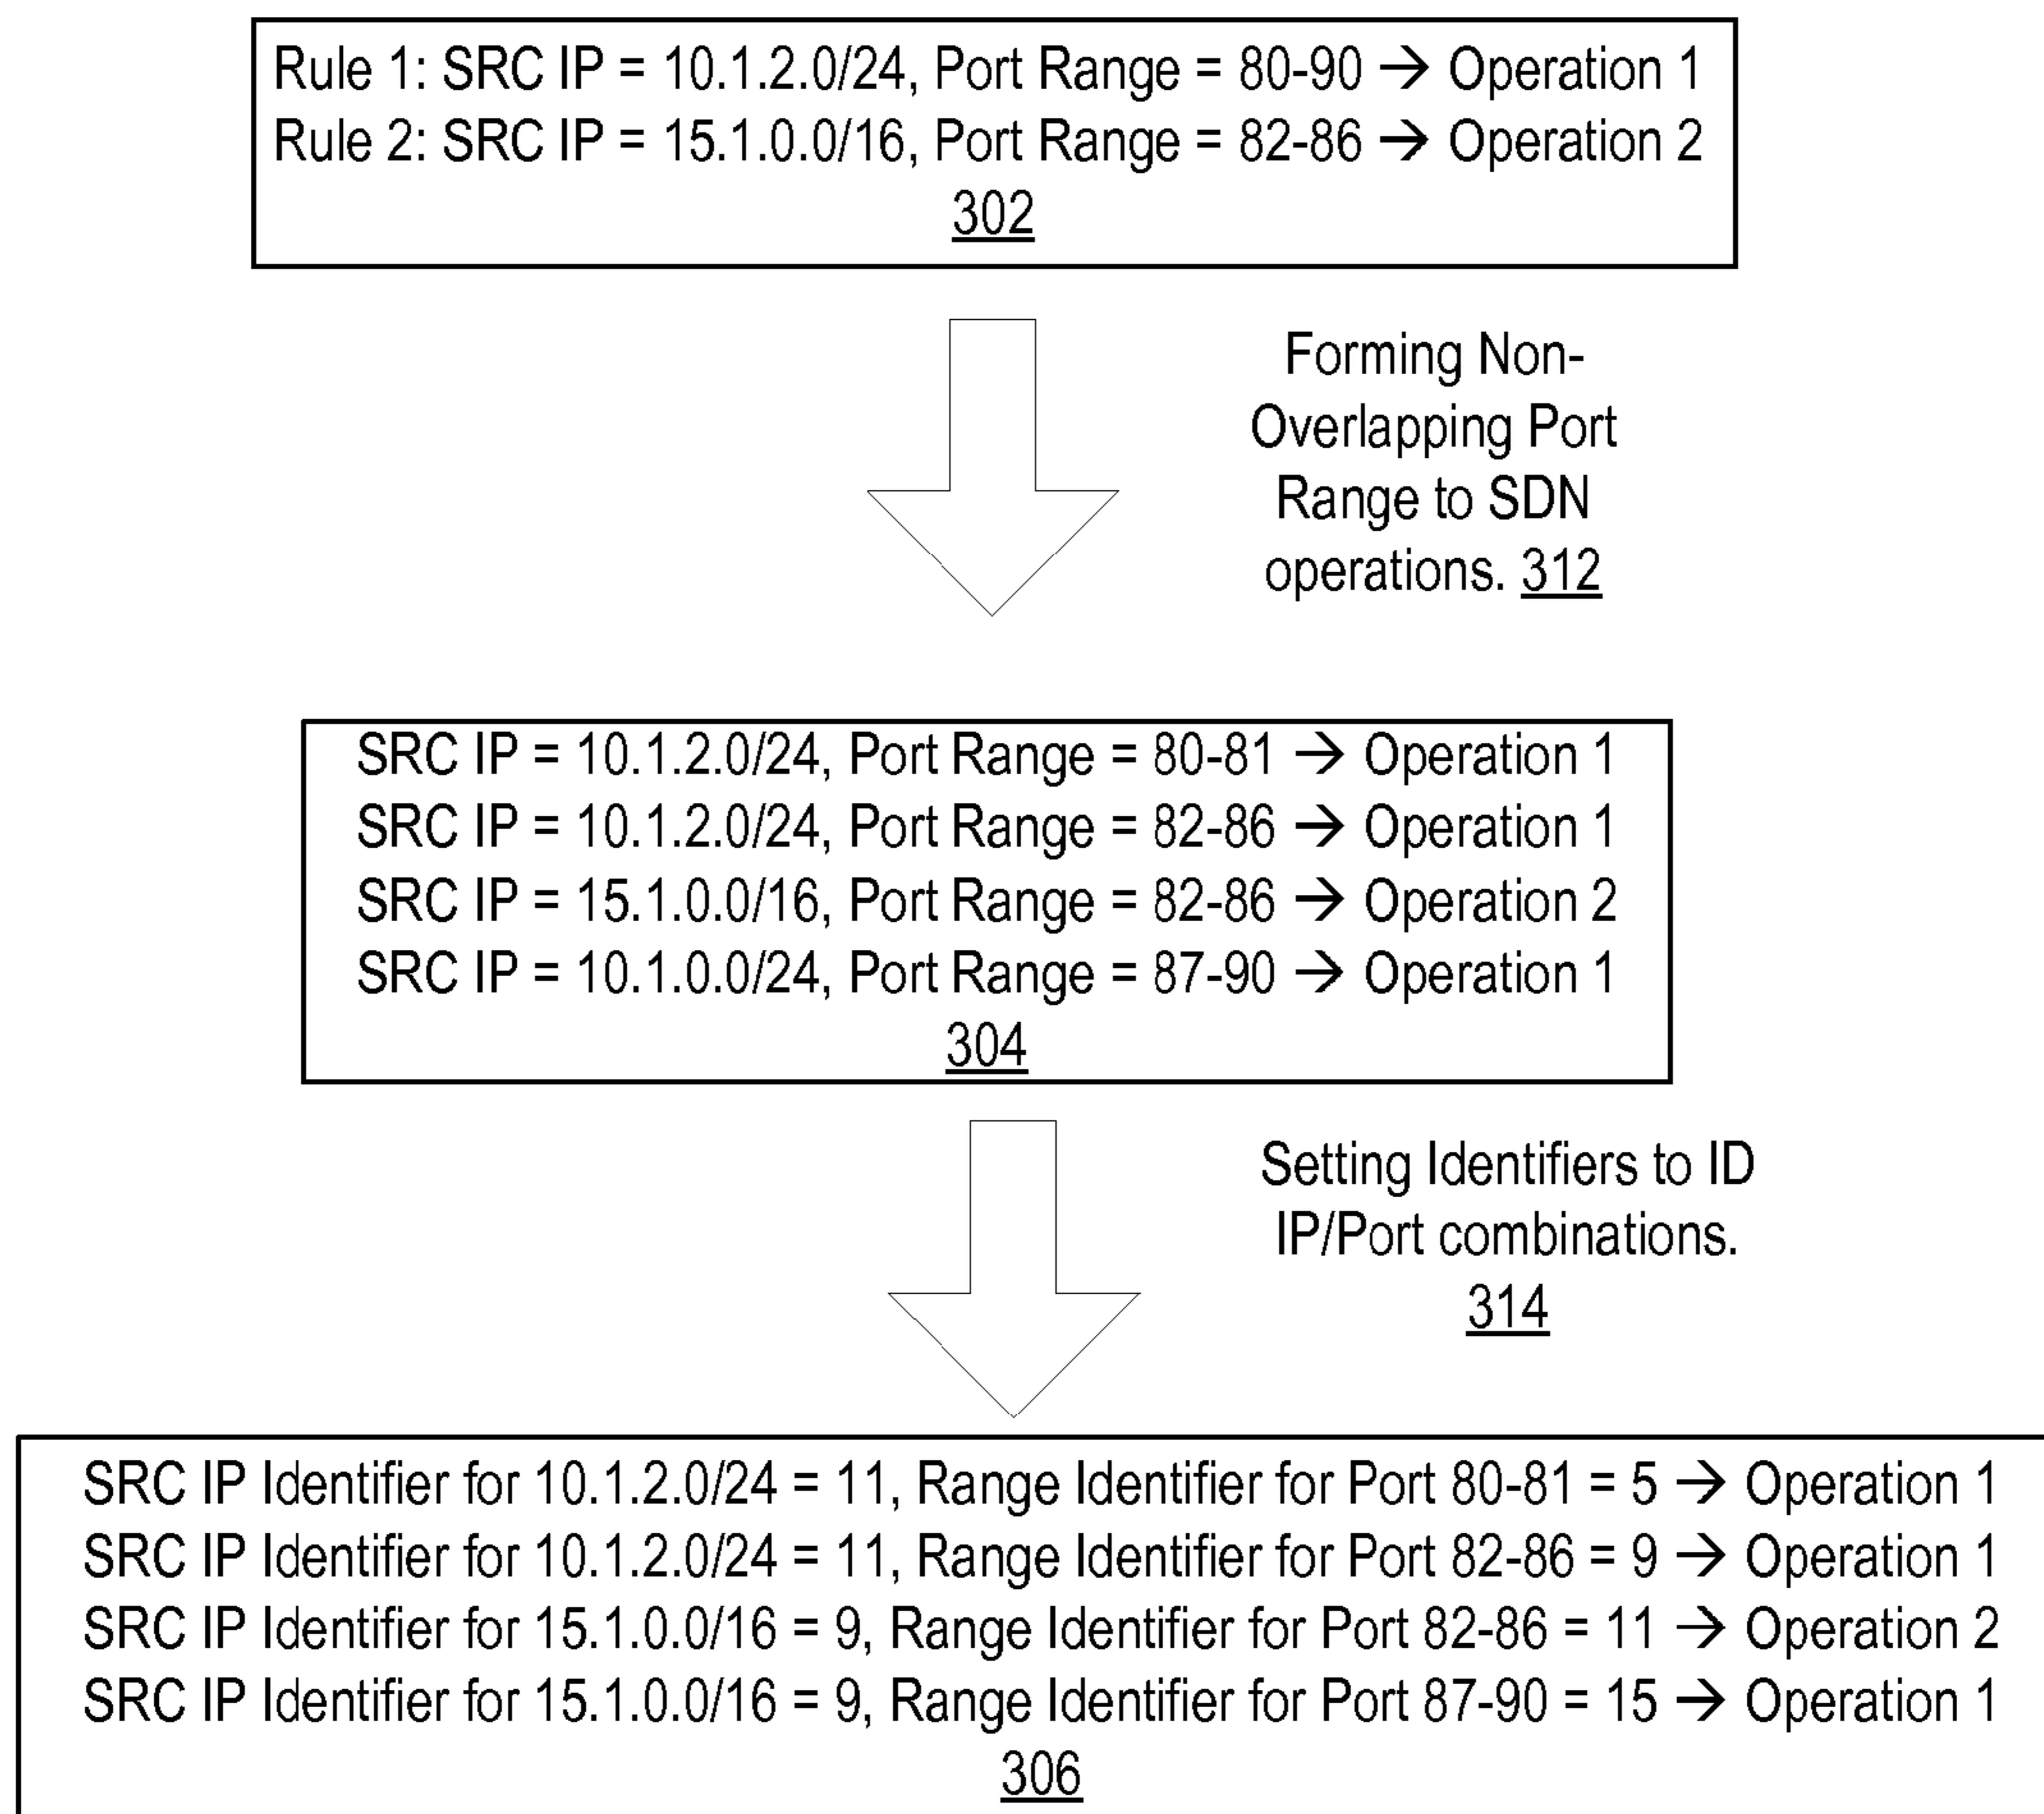 Rule 1: SRC IP = 10.1.2.0/24, Port Range = 80-90 → Operation 1
Rule 2: SRC IP = 15.1.0.0/16, Port Range = 82-86 → Operation 2
302
Forming Non-
Overlapping Port
Range to SDN
operations. 312
SRC IP = 10.1.2.0/24, Port Range = 80-81 → Operation 1
SRC IP = 10.1.2.0/24, Port Range = 82-86 → Operation 1
SRC IP = 15.1.0.0/16, Port Range = 82-86 → Operation 2
SRC IP = 10.1.0.0/24, Port Range = 87-90 → Operation 1
304
Setting Identifiers to ID
IP/Port combinations.
314
SRC IP Identifier for 10.1.2.0/24 = 11, Range Identifier for Port 80-81 = 5 → Operation 1
SRC IP Identifier for 10.1.2.0/24 = 11, Range Identifier for Port 82-86 = 9 → Operation 1
SRC IP Identifier for 15.1.0.0/16 = 9, Range Identifier for Port 82-86 = 11 → Operation 2
SRC IP Identifier for 15.1.0.0/16 = 9, Range Identifier for Port 87-90 = 15 → Operation 1
306